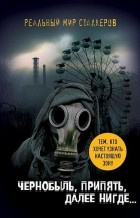 РЕАЛЬНЫЙ МИР СТАЛКЕРОВ
ТЕМ, КТО
ХОЧЕТ УЗНАТЬ
НАСТОЯЩУЮ
ЗОНУ
ЧЕРНОБЫЛЬ, ПРИПЯТЬ,
ДАЛЕЕ НИГДЕ...